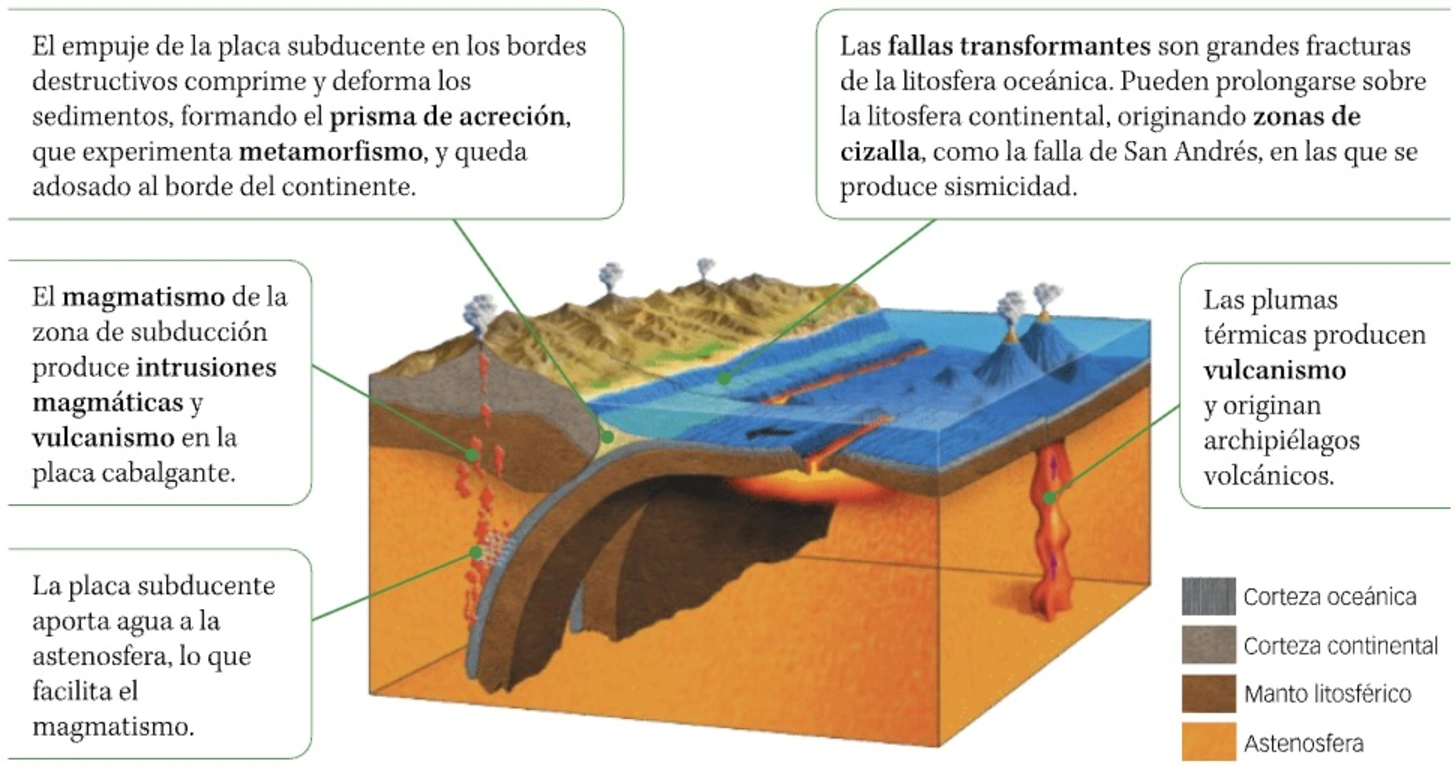 El empuje de la placa subducente en los bordes
destructivos comprime y deforma los
sedimentos, formando el prisma de acreción,
que experimenta metamorfismo, y queda
adosado al borde del continente.
Las fallas transformantes son grandes fracturas
de la litosfera oceánica. Pueden prolongarse sobre
la litosfera continental, originando zonas de
cizalla, como la falla de San Andrés, en las que se
produce sismicidad.
El magmatismo de la
zona de subducción
produce intrusiones
magmáticas y
vulcanismo en la
placa cabalgante.
Las plumas
térmicas producen
vulcanismo
y originan
archipiélagos
volcánicos.
La placa subducente
aporta agua a la
astenosfera, lo que
facilita el
magmatismo.
Corteza oceánica
Corteza continental
Manto litosférico
Astenosfera